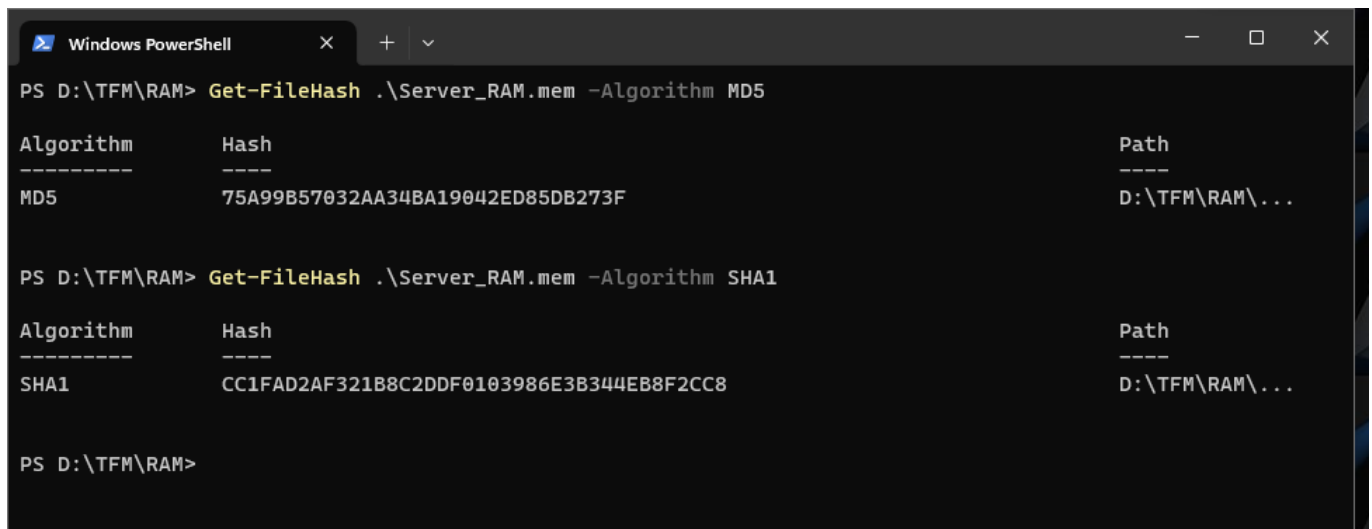 Windows PowerShell
PS D:\TFM\RAM> Get-FileHash .\Server_RAM.mem -Algorithm MD5
Algorithm Hash Path
--------- ---- ----
MD5 75A99B57032AA34BA19042ED85DB273F D:\TFM\RAM\...
PS D:\TFM\RAM> Get-FileHash .\Server_RAM.mem -Algorithm SHA1
Algorithm Hash Path
--------- ---- ----
SHA1 CC1FAD2AF321B8C2DDF0103986E3B344EB8F2CC8 D:\TFM\RAM\...
PS D:\TFM\RAM>